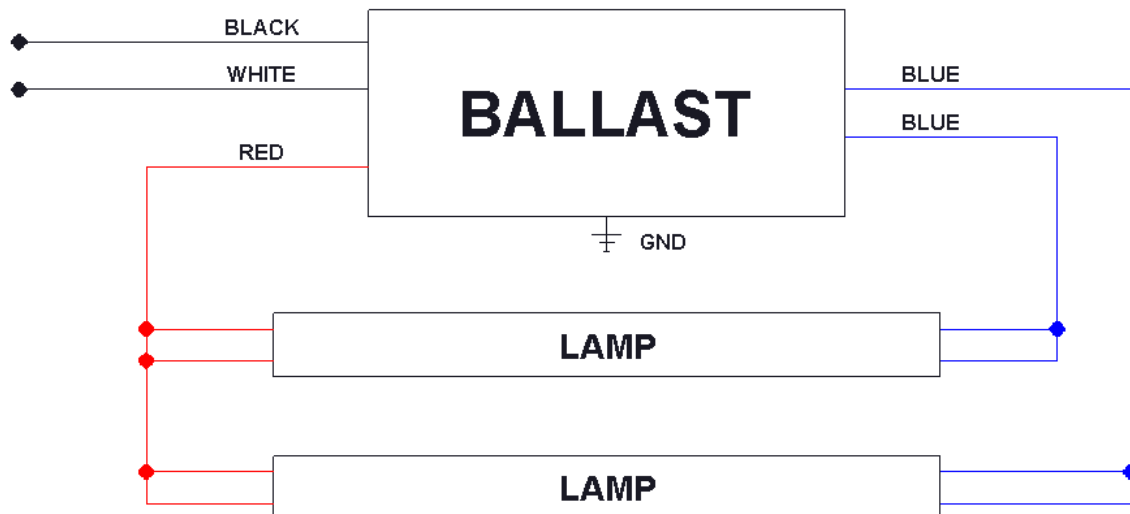 BLACK
WHITE
RED
BALLAST
BLUE
BLUE
GND
LAMP
LAMP